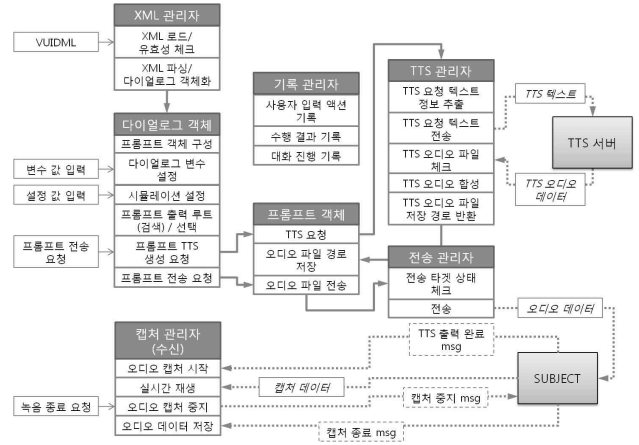 XML 관리자
VUIDML
XML 로드/
유효성 체크
XML 파싱/
다이얼로그 객체화
다이얼로그 객체
프롬프트 객체 구성
변수 값 입력
다이얼로그 변수
설정
설정 값 입력
시뮬레이션 설정
프롬프트 출력 루트
(검색) / 선택
프롬프트 전송
요청
프롬프트 TTS
생성 요청
프롬프트 전송 요청
기록 관리자
사용자 입력 액션
기록
수행 결과 기록
대화 진행 기록
프롬프트 객체
TTS 요청
오디오 파일 경로
저장
오디오 파일 전송
TTS 관리자
TTS 요청 텍스트
정보 추출
TTS 요청 텍스트
전송
TTS 오디오 파일
체크
TTS 오디오 합성
TTS 오디오 파일
저장 경로 반환
TTS 텍스트
TTS 서버
TTS 오디오
데이터
전송 관리자
전송 타겟 상태
체크
전송
오디오 데이터
캡처 관리자
(수신)
오디오 캡처 시작
실시간 재생
녹음 종료 요청
오디오 캡처 중지
오디오 데이터 저장
TTS 출력 완료
msg
캡처 데이터
캡처 중지 msg
캡처 종료 msg
SUBJECT